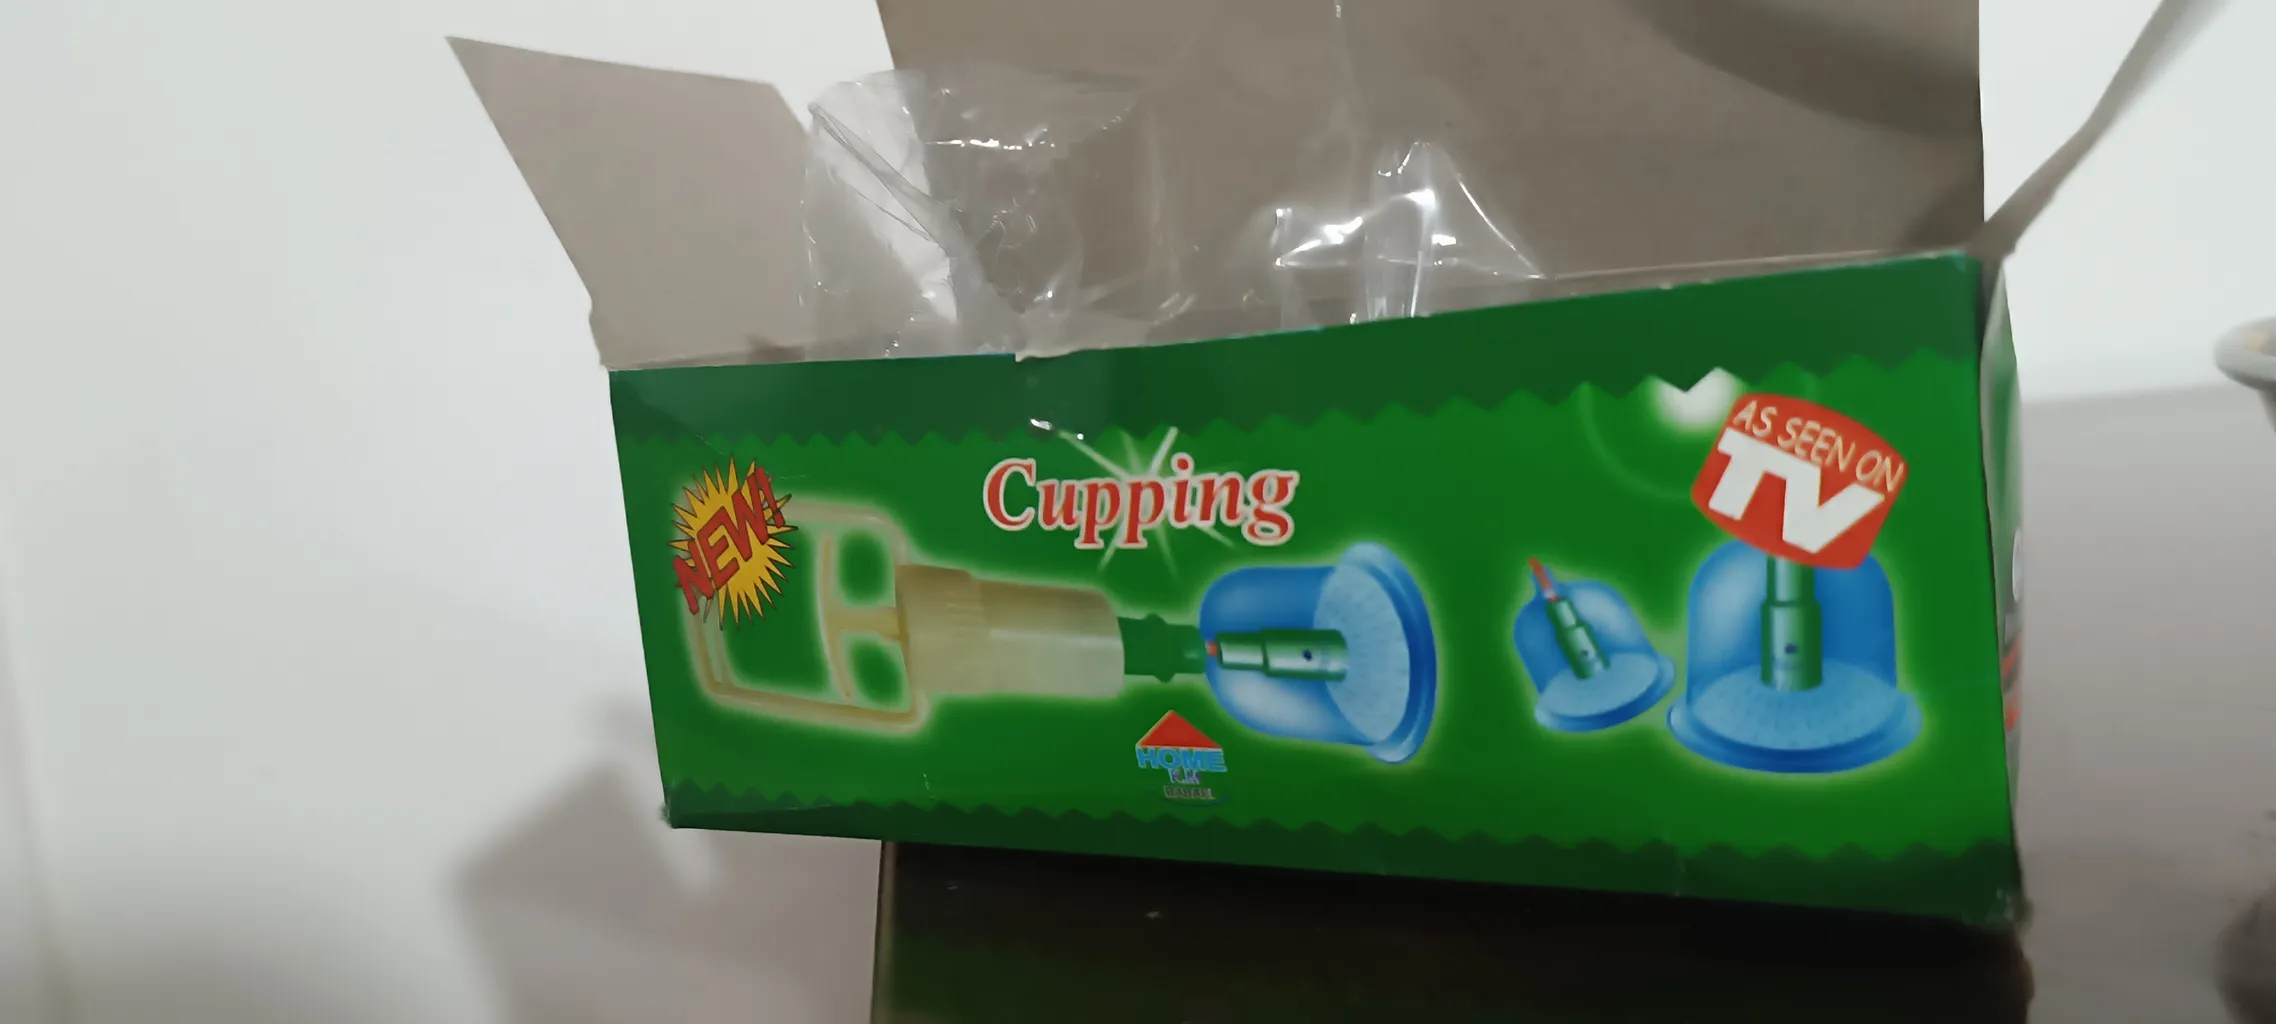 NEW!
Cupping
AS SEEN ON
TV
HOME